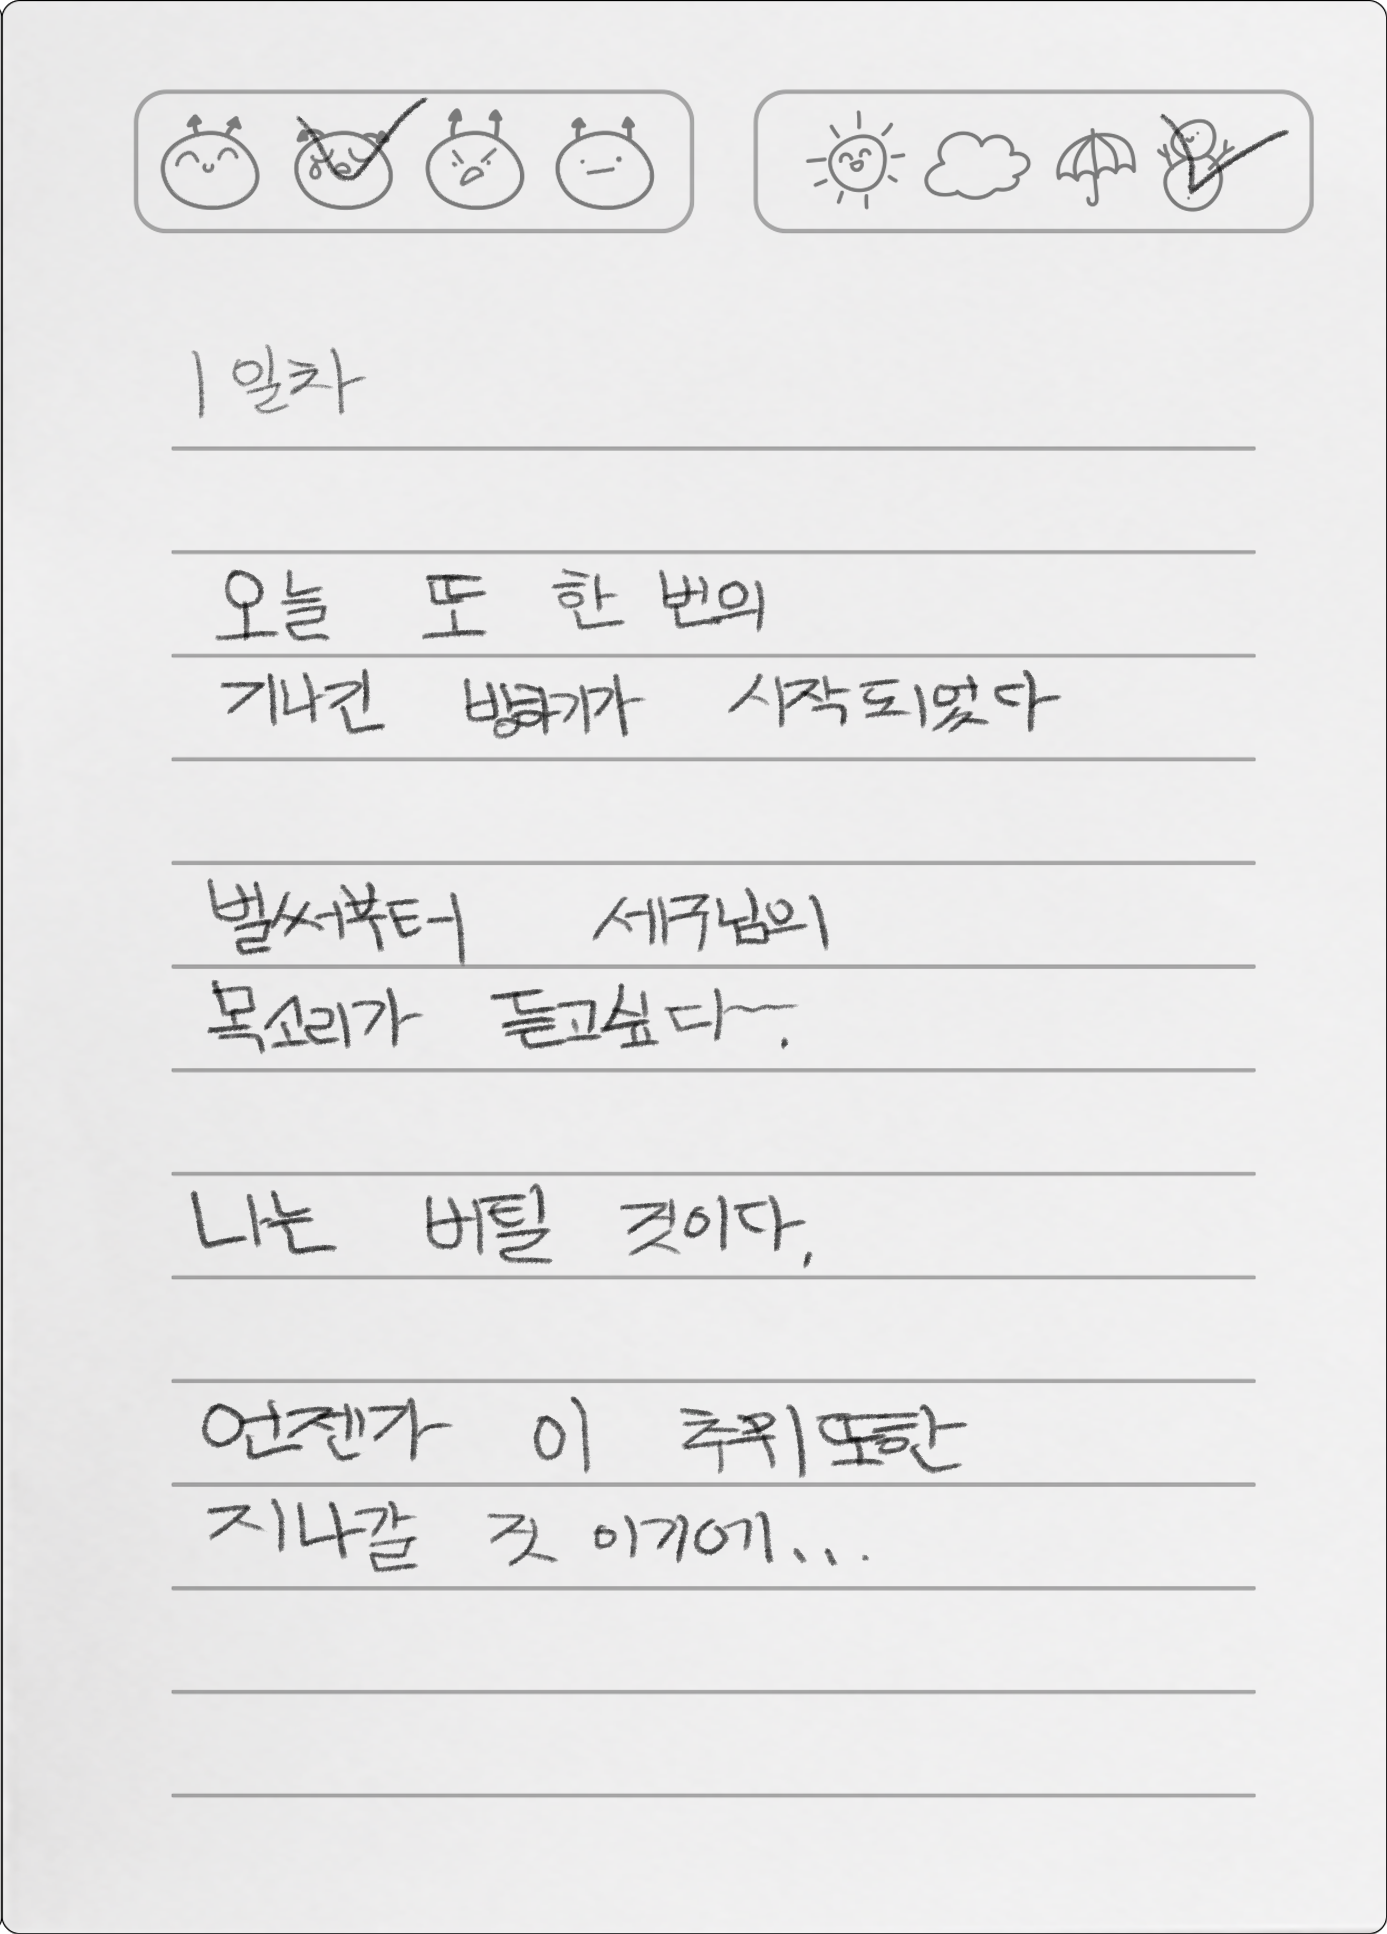 1일차
오늘 또 한 번의
기나긴 방학기가 시작되었다
벌써부터 세구님의
목소리가 듣고싶다~.
나는 버틸 것이다,
언젠가 이 추위 또한
지나갈 것 이기에...